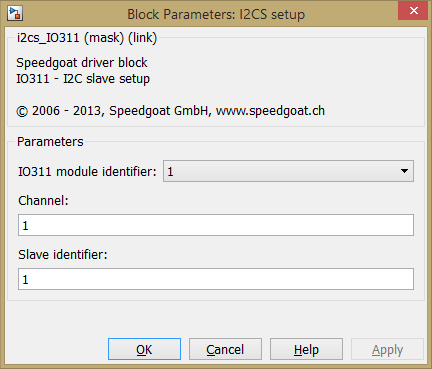 Block Parameters: I2CS setup
i2cs_IO311 (mask) (link)
Speedgoat driver block
IO311 - I2C slave setup
© 2006 - 2013, Speedgoat GmbH, www.speedgoat.ch
Parameters
IO311 module identifier: 1
Channel:
1
Slave identifier:
1
OK Cancel Help Apply